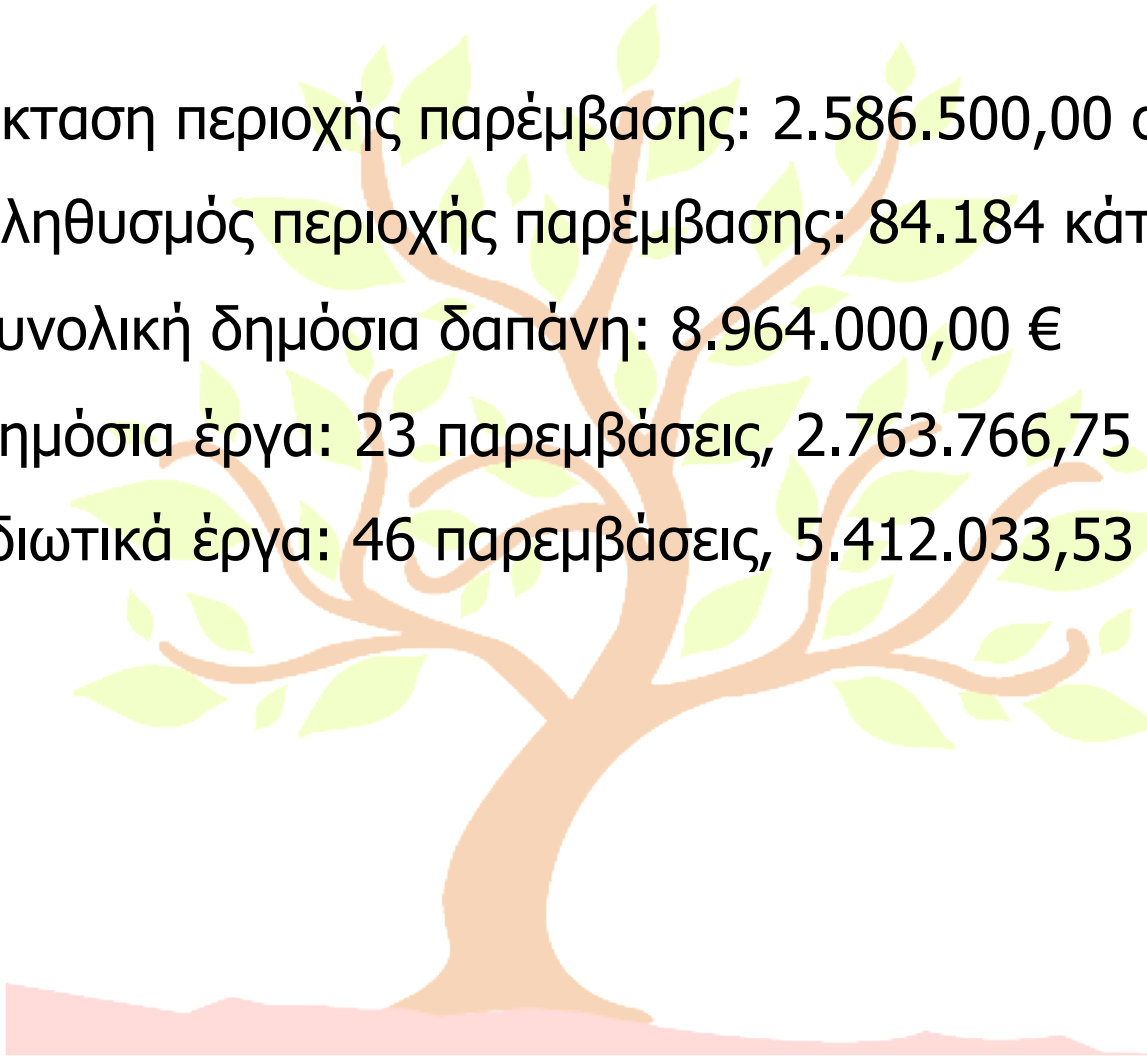 κταση περιοχής παρέμβασης: 2.586.500,00
ληθυσμός περιοχής παρέμβασης: 84.184 κάτ
υνολική δημόσια δαπάνη: 8.964.000,00 €
ημόσια έργα: 23 παρεμβάσεις, 2.763.766,75
διωτικά έργα: 46 παρεμβάσεις, 5.412.033,53